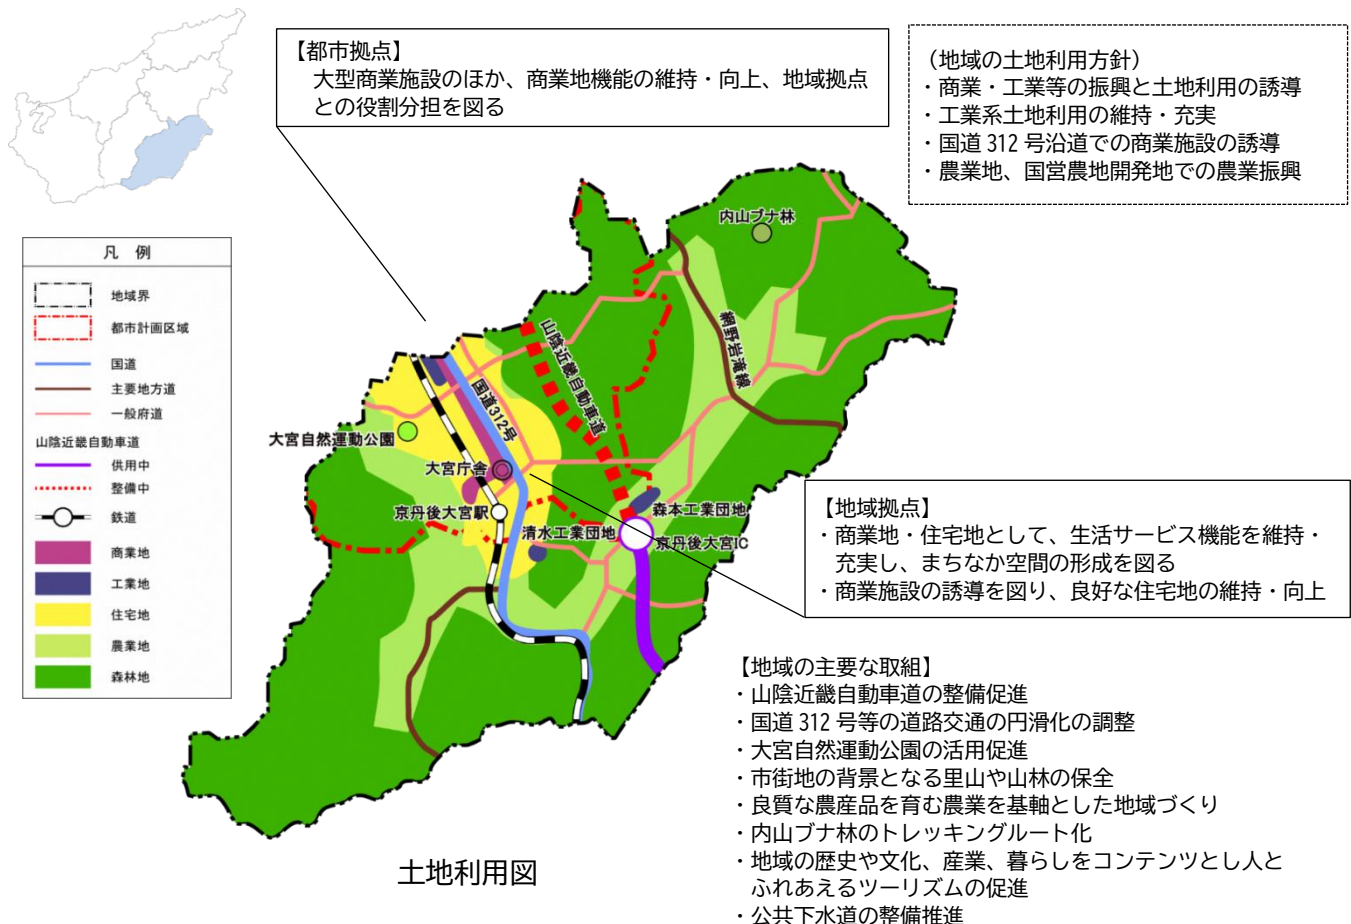 【都市拠点】
大型商業施設のほか、商業地機能の維持・向上、地域拠点
との役割分担を図る
(地域の土地利用方針)
・商業・工業等の振興と土地利用の誘導
・工業系土地利用の維持・充実
・国道312号沿道での商業施設の誘導
・農業地、国営農地開発地での農業振興
凡 例
地域界
都市計画区域
国道
主要地方道
一般府道
山陰近畿自動車道
供用中
整備中
鉄道
商業地
工業地
住宅地
農業地
森林地
内山ブナ林
網野岩滝線
山陰近畿自動車道
国道312号
大宮自然運動公園
大宮庁舎
京丹後大宮駅
清水工業団地
森本工業団地
京丹後大宮IC
【地域拠点】
・商業地・住宅地として、生活サービス機能を維持・
充実し、まちなか空間の形成を図る
・商業施設の誘導を図り、良好な住宅地の維持・向上
【地域の主要な取組】
・山陰近畿自動車道の整備促進
・国道312号等の道路交通の円滑化の調整
・大宮自然運動公園の活用促進
・市街地の背景となる里山や山林の保全
・良質な農産品を育む農業を基軸とした地域づくり
・内山ブナ林のトレッキングルート化
・地域の歴史や文化、産業、暮らしをコンテンツとし人と
ふれあえるツーリズムの促進
・公共下水道の整備推進
土地利用図